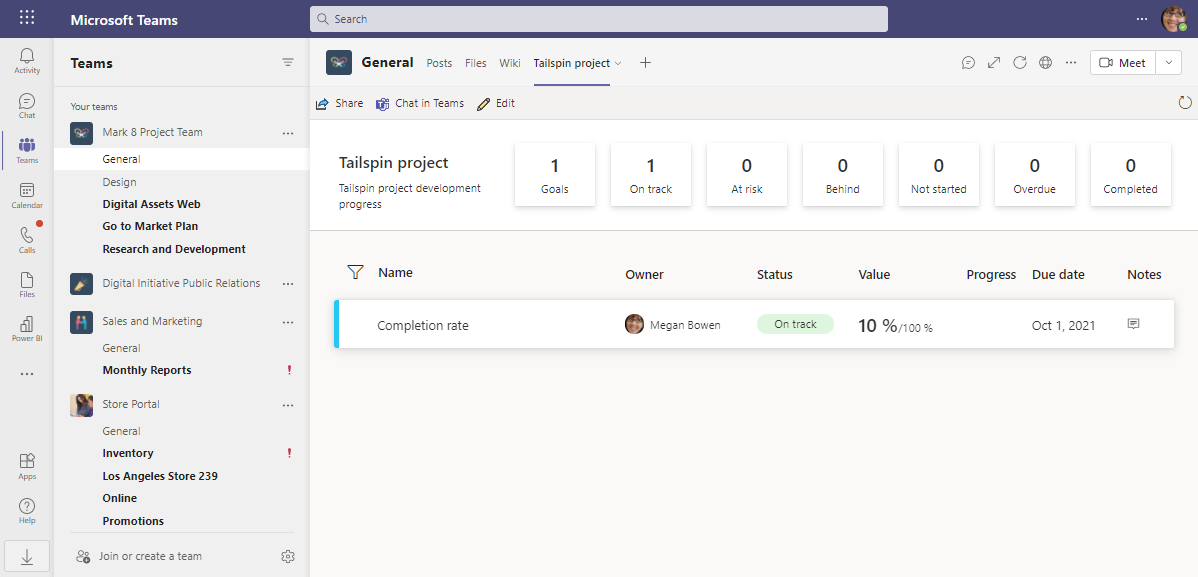 Microsoft Teams
Search
Activity
Chat
Teams
Calendar
Calls
Files
Power BI
Apps
Help
Teams
Your teams
Mark 8 Project Team
General
Design
Digital Assets Web
Go to Market Plan
Research and Development
Digital Initiative Public Relations
Sales and Marketing
General
Monthly Reports
Store Portal
General
Inventory
Los Angeles Store 239
Online
Promotions
Join or create a team
General Posts Files Wiki Tailspin project
Meet
Share Chat in Teams Edit
Tailspin project
Tailspin project development
progress
1
Goals
1
On track
0
At risk
0
Behind
0
Not started
0
Overdue
0
Completed
Name Owner Status Value Progress Due date Notes
Completion rate Megan Bowen On track 10 %/100 % Oct 1, 2021